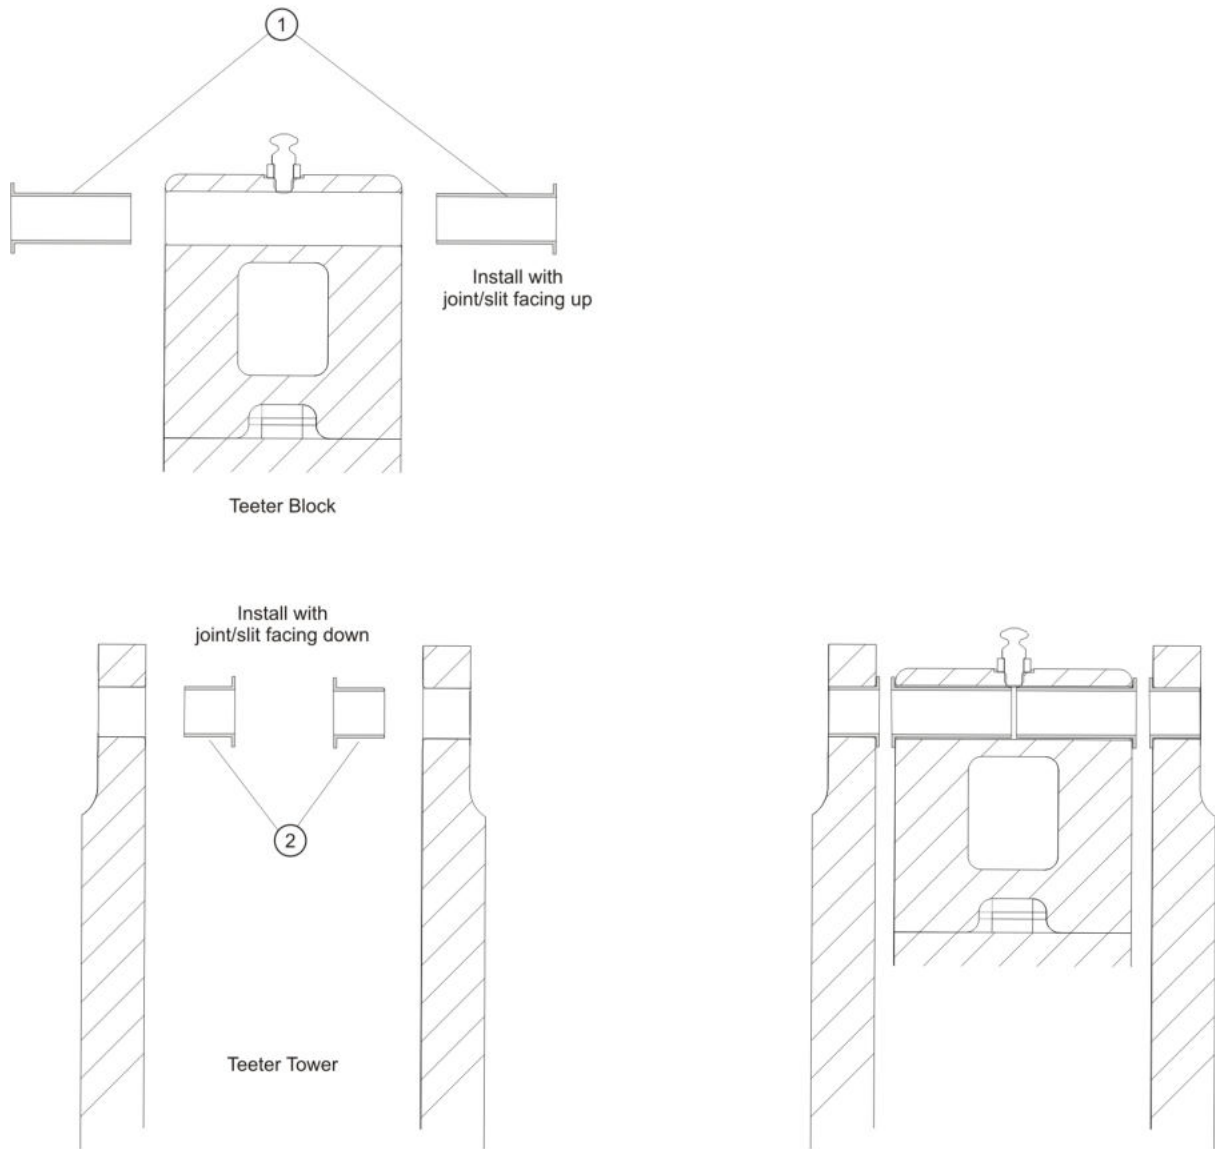 1
Install with
joint/slit facing up
Teeter Block
Install with
joint/slit facing down
2
Teeter Tower